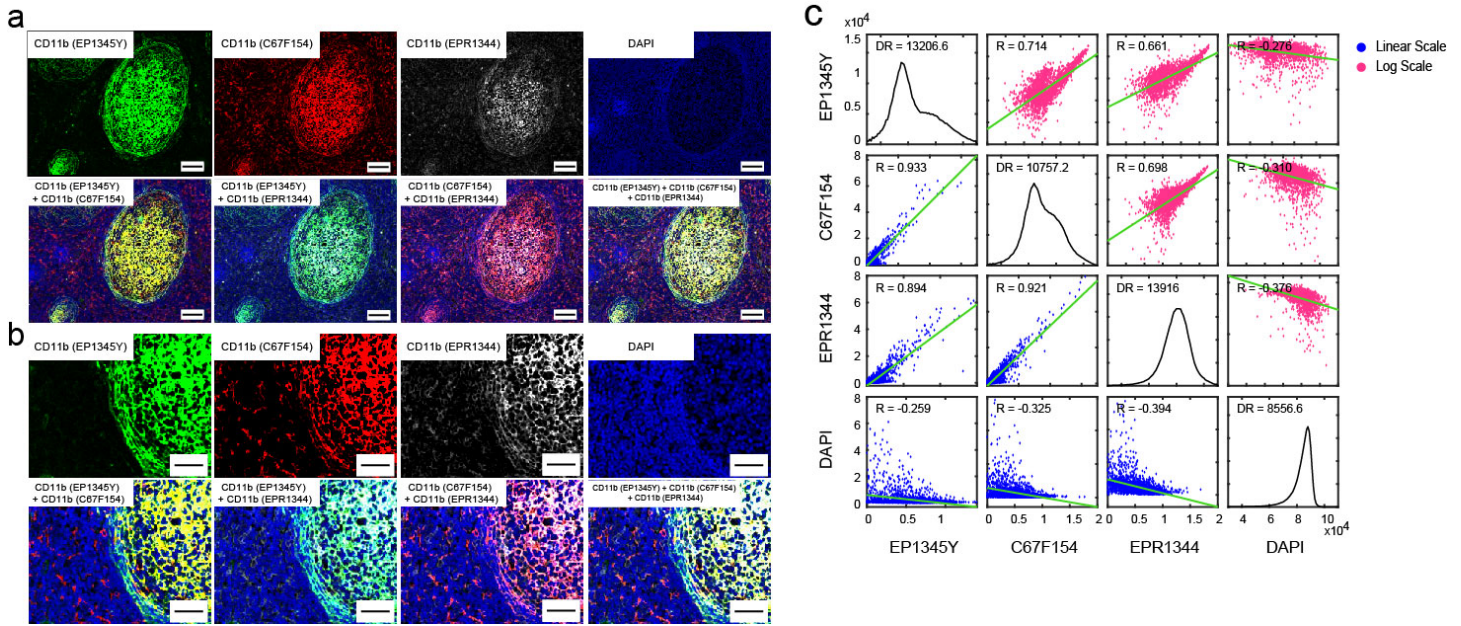 a
CD11b (EP1345Y)
CD11b (C67F154)
CD11b (EPR1344)
DAPI
CD11b (EP1345Y)
+ CD11b (C67F154)
CD11b (EP1345Y)
+ CD11b (EPR1344)
CD11b (C67F154)
+ CD11b (EPR1344)
CD11b (EP1345Y) + CD11b (C67F154)
+ CD11b (EPR1344)
b
CD11b (EP1345Y)
CD11b (C67F154)
CD11b (EPR1344)
DAPI
CD11b (EP1345Y)
+ CD11b (C67F154)
CD11b (EP1345Y)
+ CD11b (EPR1344)
CD11b (C67F154)
+ CD11b (EPR1344)
CD11b (EP1345Y) + CD11b (C67F154)
+ CD11b (EPR1344)
c
x10⁴
EP1345Y
1.5
1
0.5
0
DR = 13206.6
R = 0.714
R = 0.661
R = -0.276
Linear Scale
Log Scale
C67F154
8
6
4
2
0
R = 0.933
DR = 10757.2
R = 0.698
R = -0.310
EPR1344
8
6
4
2
0
R = 0.894
R = 0.921
DR = 13916
R = -0.376
DAPI
8
6
4
2
0
R = -0.259
R = -0.325
R = -0.394
DR = 8556.6
0 0.5 1
0 0.5 1 1.5 2
0 0.5 1 1.5 2
4 6 8 10
x10⁴
EP1345Y
C67F154
EPR1344
DAPI